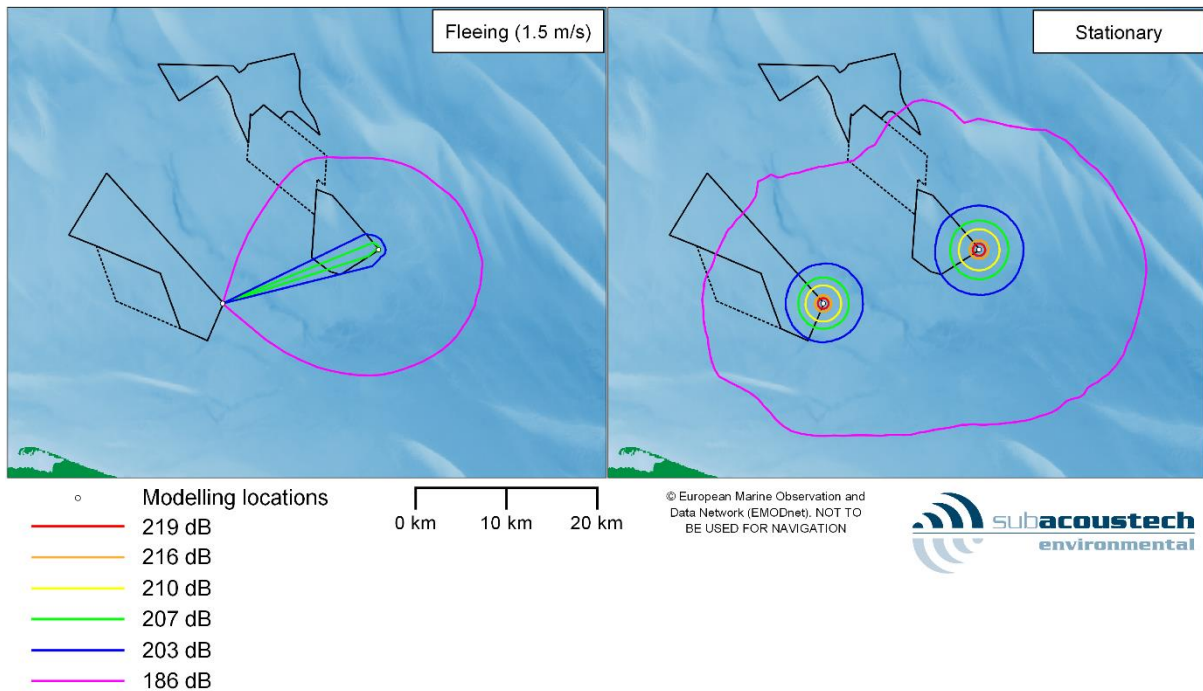 Fleeing (1.5 m/s)
Stationary
Modelling locations
219 dB
216 dB
210 dB
207 dB
203 dB
186 dB
0 km 10 km 20 km
© European Marine Observation and
Data Network (EMODnet). NOT TO
BE USED FOR NAVIGATION
subacoustech
environmental